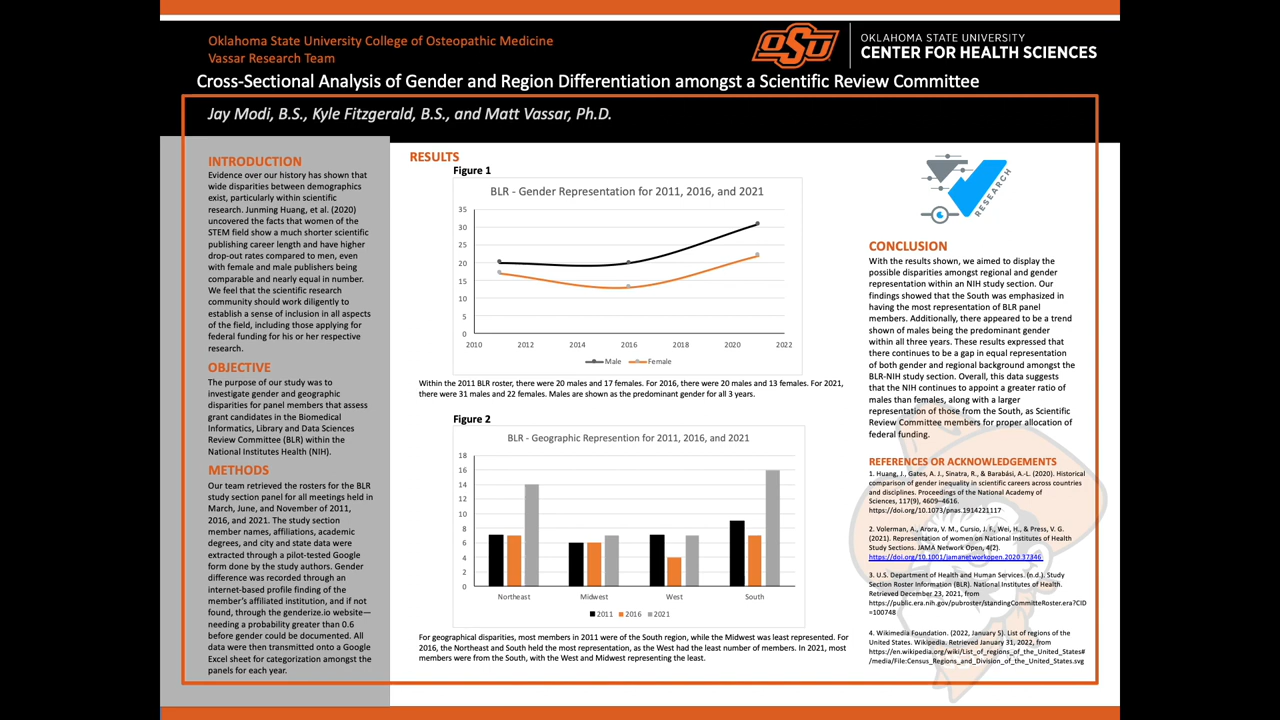 Oklahoma State University College of Osteopathic Medicine
Vassar Research Team
OSU
OKLAHOMA STATE UNIVERSITY
CENTER FOR HEALTH SCIENCES
Cross-Sectional Analysis of Gender and Region Differentiation amongst a Scientific Review Committee
Jay Modi, B.S., Kyle Fitzgerald, B.S., and Matt Vassar, Ph.D.
INTRODUCTION
Evidence over our history has shown that
wide disparities between demographics
exist, particularly within scientific
research. Junming Huang, et al. (2020)
uncovered the facts that women of the
STEM field show a much shorter scientific
publishing career length and have higher
drop-out rates compared to men, even
with female and male publishers being
comparable and nearly equal in number.
We feel that the scientific research
community should work diligently to
establish a sense of inclusion in all aspects
of the field, including those applying for
federal funding for his or her respective
research.
OBJECTIVE
The purpose of our study was to
investigate gender and geographic
disparities for panel members that assess
grant candidates in the Biomedical
Informatics, Library and Data Sciences
Review Committee (BLR) within the
National Institutes Health (NIH).
METHODS
Our team retrieved the rosters for the BLR
study section panel for all meetings held in
March, June, and November of 2011,
2016, and 2021. The study section
member names, affiliations, academic
degrees, and city and state data were
extracted through a pilot-tested Google
form done by the study authors. Gender
difference was recorded through an
internet-based profile finding of the
member's affiliated institution, and if not
found, through the genderize.io website—
needing a probability greater than 0.6
before gender could be documented. All
data were then transmitted onto a Google
Excel sheet for categorization amongst the
panels for each year.
RESULTS
Figure 1
BLR - Gender Representation for 2011, 2016, and 2021
35
30
25
20
15
10
5
0
2010 2012 2014 2016 2018 2020 2022
Male Female
Within the 2011 BLR roster, there were 20 males and 17 females. For 2016, there were 20 males and 13 females. For 2021,
there were 31 males and 22 females. Males are shown as the predominant gender for all 3 years.
Figure 2
BLR - Geographic Represention for 2011, 2016, and 2021
18
16
14
12
10
8
6
4
2
0
Northeast Midwest West South
2011 2016 2021
For geographical disparities, most members in 2011 were of the South region, while the Midwest was least represented. For
2016, the Northeast and South held the most representation, as the West had the least number of members. In 2021, most
members were from the South, with the West and Midwest representing the least.
RESEARCH
CONCLUSION
With the results shown, we aimed to display the
possible disparities amongst regional and gender
representation within an NIH study section. Our
findings showed that the South was emphasized in
having the most representation of BLR panel
members. Additionally, there appeared to be a trend
shown of males being the predominant gender
within all three years. These results expressed that
there continues to be a gap in equal representation
of both gender and regional background amongst the
BLR-NIH study section. Overall, this data suggests
that the NIH continues to appoint a greater ratio of
males than females, along with a larger
representation of those from the South, as Scientific
Review Committee members for proper allocation of
federal funding.
REFERENCES OR ACKNOWLEDGEMENTS
1. Huang, J., Gates, A. J., Sinatra, R., & Barabási, A.-L. (2020). Historical
comparison of gender inequality in scientific careers across countries
and disciplines. Proceedings of the National Academy of
Sciences, 117(9), 4609–4616.
https://doi.org/10.1073/pnas.1914221117
2. Volerman, A., Arora, V. M., Cursio, J. F., Wei, H., & Press, V. G.
(2021). Representation of women on National Institutes of Health
Study Sections. JAMA Network Open, 4(2).
https://doi.org/10.1001/jamanetworkopen.2020.37346
3. U.S. Department of Health and Human Services. (n.d.). Study
Section Roster Information (BLR). National Institutes of Health.
Retrieved December 23, 2021, from
https://public.era.nih.gov/pubroster/standingCommitteeRoster.era?CID
=100748
4. Wikimedia Foundation. (2022, January 5). List of regions of the
United States. Wikipedia. Retrieved January 31, 2022, from
https://en.wikipedia.org/wiki/List_of_regions_of_the_United_States#
/media/File:Census_Regions_and_Division_of_the_United_States.svg